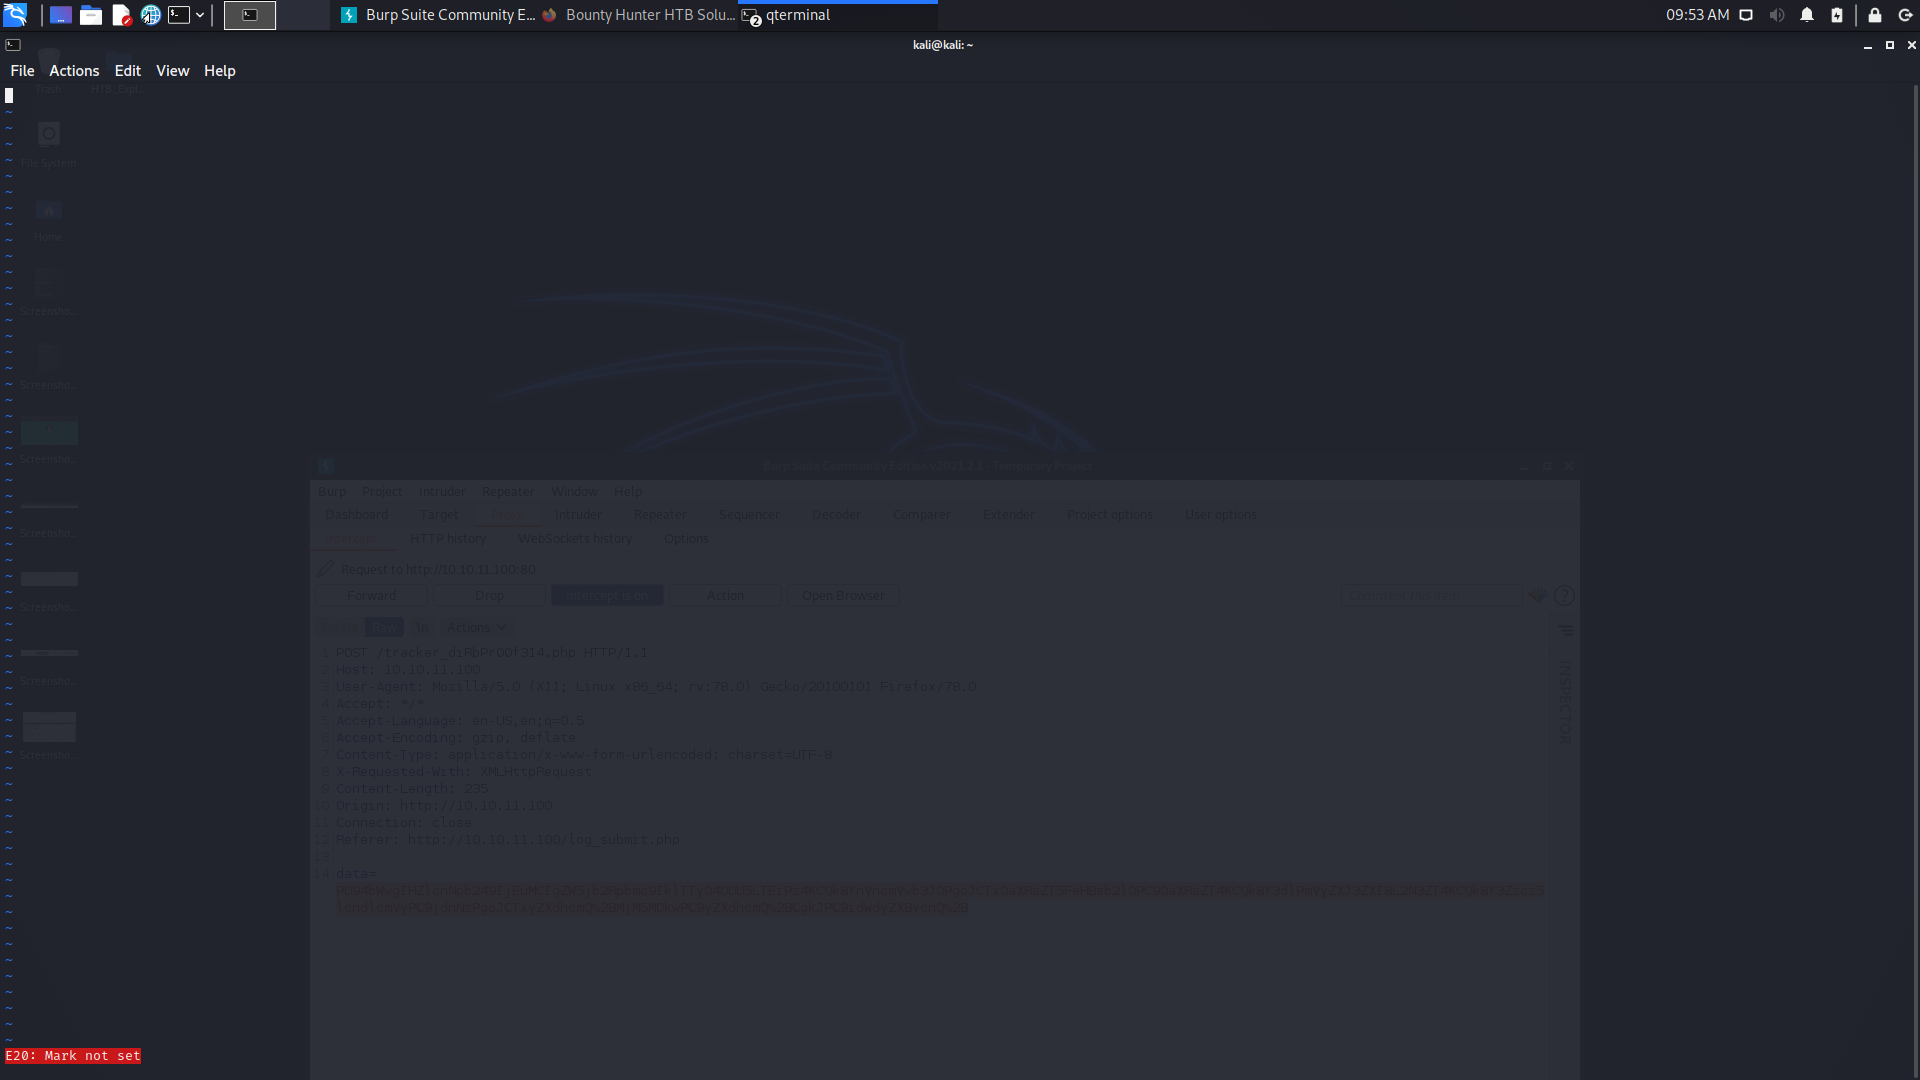 Burp Suite Community E...
Bounty Hunter HTB Solu...
2
qterminal
09:53 AM
kali@kali: ~
File Actions Edit View Help
Trash
~
~
~
~
File System
~
~
~
~
~
Home
~
~
~
~
Screensho...
~
~
~
~
Screensho...
~
~
~
~
~
Screensho...
~
~
Burp Suite Community Edition v2021.2.1 - Temporary Project
Burp Project Intruder Repeater Window Help
Dashboard Target Proxy Intruder Repeater Sequencer Decoder Comparer Extender Project options User options
Screensho...
Intercept HTTP history WebSockets history Options
Request to http://10.10.11.100:80
Forward Drop Intercept is on Action Open Browser Comment this item ?
Screensho...
Raw \n Actions
1 POST /tracker_diRbPr00f314.php HTTP/1.1
2 Host: 10.10.11.100
Screensho...
3 User-Agent: Mozilla/5.0 (X11; Linux x86_64; rv:78.0) Gecko/20100101 Firefox/78.0
4 Accept: */*
5 Accept-Language: en-US,en;q=0.5
6 Accept-Encoding: gzip, deflate
7 Content-Type: application/x-www-form-urlencoded; charset=UTF-8
Screensho...
8 X-Requested-With: XMLHttpRequest
9 Content-Length: 235
10 Origin: http://10.10.11.100
11 Connection: close
12 Referer: http://10.10.11.100/log_submit.php
13
14 data=
INSPECTOR
E20: Mark not set